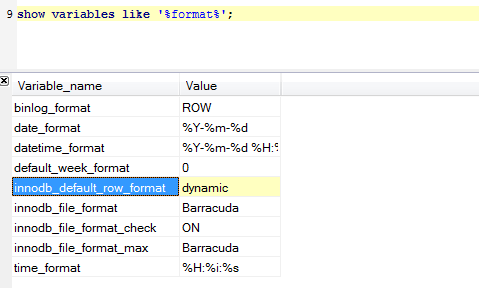 9 show variables like '%format%';
Variable_name Value
binlog_format ROW
date_format %Y-%m-%d
datetime_format %Y-%m-%d %H:%
default_week_format 0
innodb_default_row_format dynamic
innodb_file_format Barracuda
innodb_file_format_check ON
innodb_file_format_max Barracuda
time_format %H:%i:%s